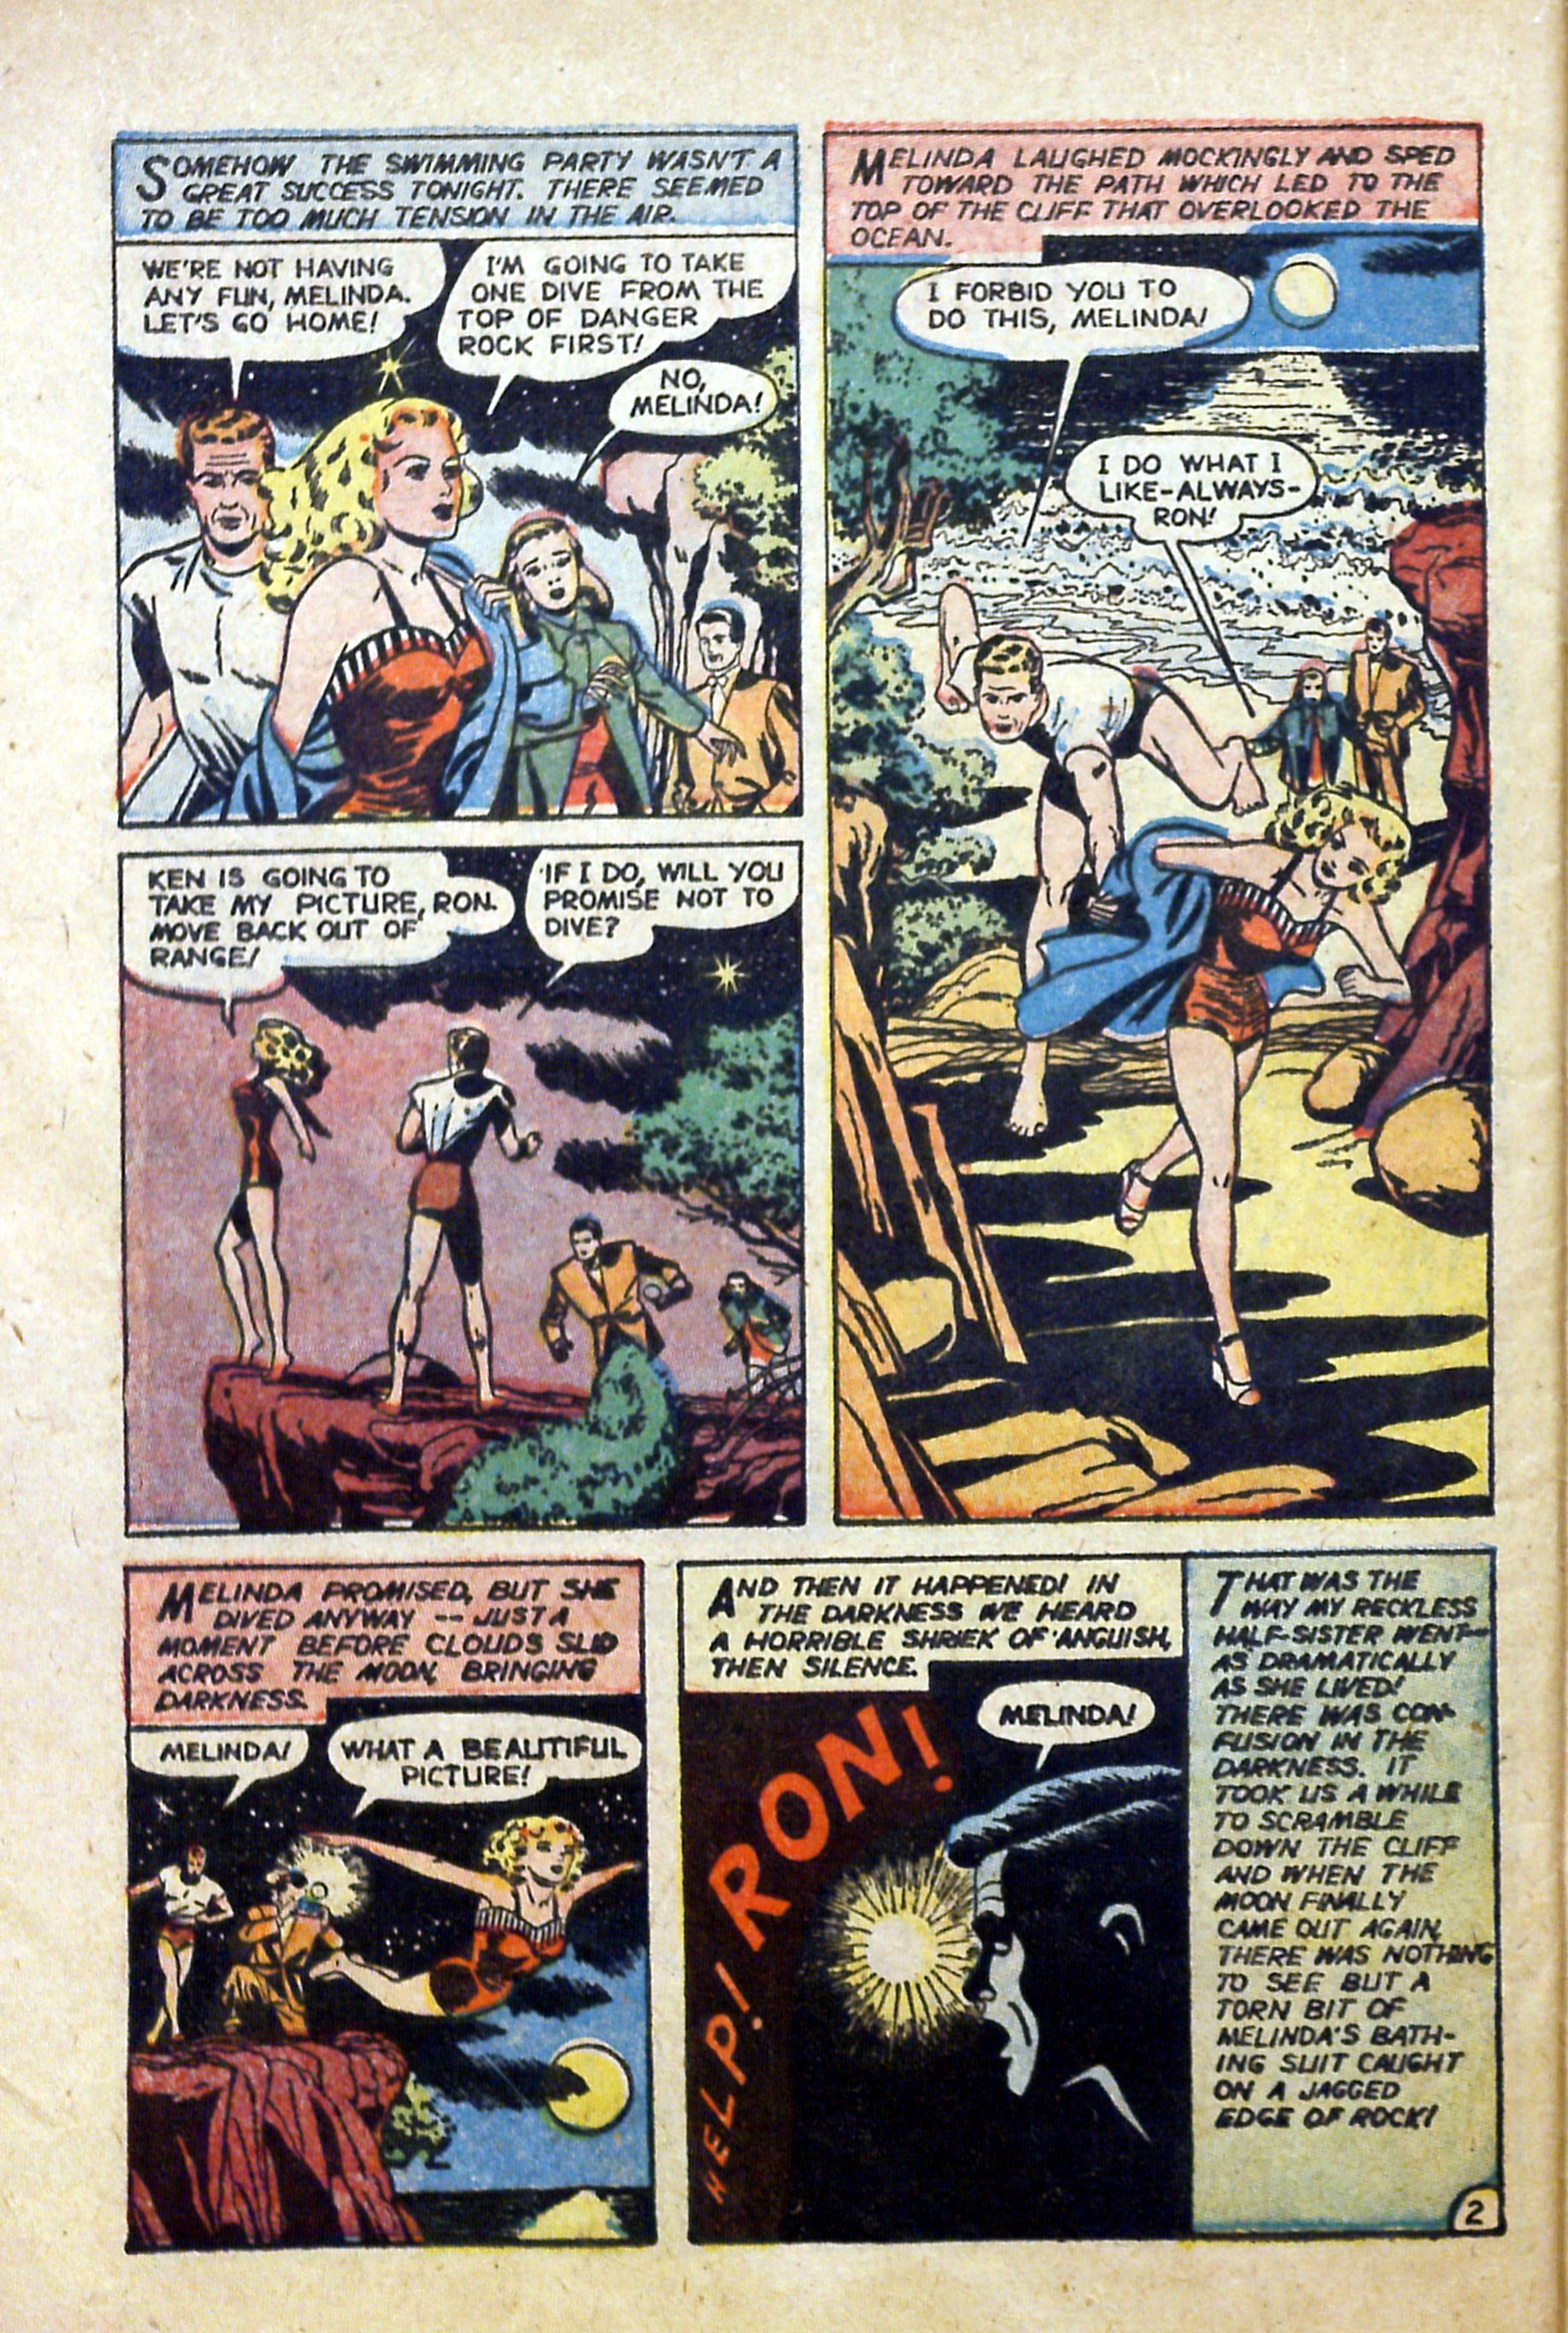 SOMEHOW THE SWIMMING PARTY WASN'T A
GREAT SUCCESS TONIGHT. THERE SEEMED
TO BE TOO MUCH TENSION IN THE AIR.
WE'RE NOT HAVING
ANY FUN, MELINDA.
LET'S GO HOME!
I'M GOING TO TAKE
ONE DIVE FROM THE
TOP OF DANGER
ROCK FIRST!
NO,
MELINDA!
MELINDA LAUGHED MOCKINGLY AND SPED
TOWARD THE PATH WHICH LED TO THE
TOP OF THE CLIFF THAT OVERLOOKED THE
OCEAN.
I FORBID YOU TO
DO THIS, MELINDA!
I DO WHAT I
LIKE-ALWAYS-
RON!
KEN IS GOING TO
TAKE MY PICTURE, RON.
MOVE BACK OUT OF
RANGE!
IF I DO, WILL YOU
PROMISE NOT TO
DIVE?
MELINDA PROMISED, BUT SHE
DIVED ANYWAY -- JUST A
MOMENT BEFORE CLOUDS SLID
ACROSS THE MOON, BRINGING
DARKNESS.
MELINDA!
WHAT A BEAUTIFUL
PICTURE!
AND THEN IT HAPPENED! IN
THE DARKNESS WE HEARD
A HORRIBLE SHRIEK OF ANGUISH,
THEN SILENCE.
HELP! RON!
MELINDA!
THAT WAS THE
WAY MY RECKLESS
HALF-SISTER WENT--
AS DRAMATICALLY
AS SHE LIVED!
THERE WAS CON-
FUSION IN THE
DARKNESS. IT
TOOK US A WHILE
TO SCRAMBLE
DOWN THE CLIFF
AND WHEN THE
MOON FINALLY
CAME OUT AGAIN,
THERE WAS NOTHING
TO SEE BUT A
TORN BIT OF
MELINDA'S BATH-
ING SUIT CAUGHT
ON A JAGGED
EDGE OF ROCK!
2